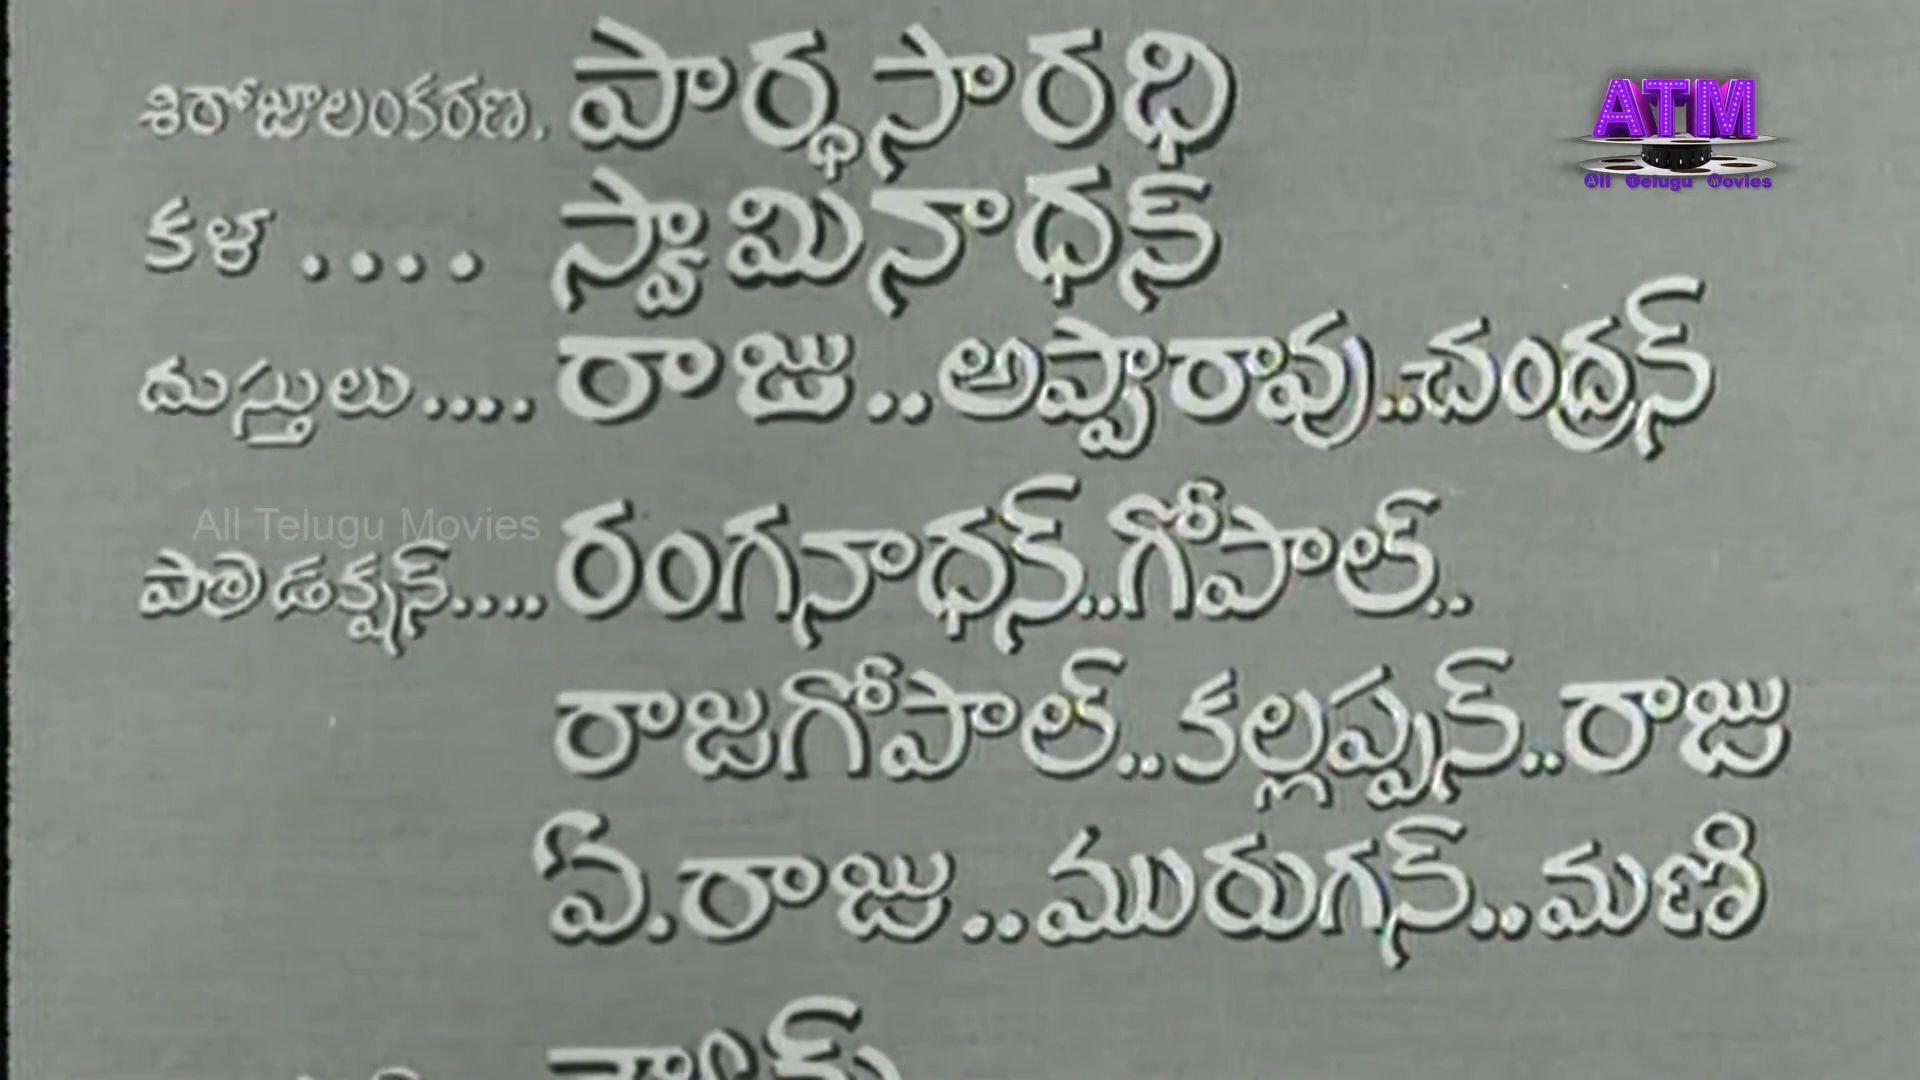 శిరోజాలంకరణ. పార్థసారధి
ATM
All Telugu Movies
కళ .... స్వామినాధన్
దుస్తులు.... రాజు..అప్పారావు..చంద్రన్
All Telugu Movies
ప్రొడక్షన్.... రంగనాధన్..గోపాల్..
రాజగోపాల్..కల్లప్పన్..రాజు
ఏ.రాజు..మురుగన్..మణి